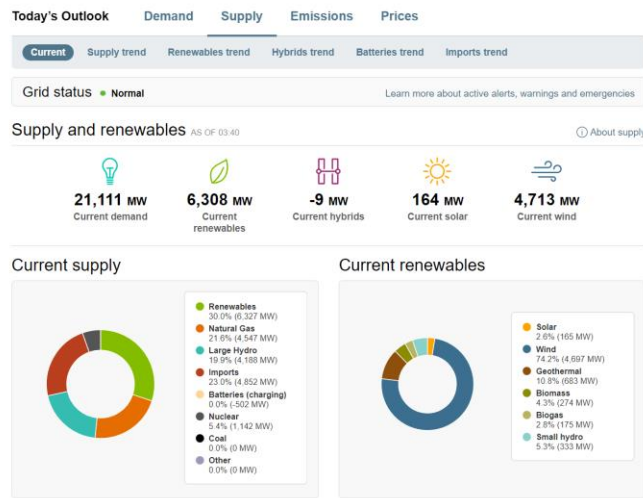 Today's Outlook Demand Supply Emissions Prices
Current Supply trend Renewables trend Hybrids trend Batteries trend Imports trend
Grid status Normal Learn more about active alerts, warnings and emergencies
Supply and renewables AS OF 03:40 About supply
21,111 MW
Current demand
6,308 MW
Current
renewables
-9 MW
Current hybrids
164 MW
Current solar
4,713 MW
Current wind
Current supply
Renewables
30.0% (6,327 MW)
Natural Gas
21.6% (4,547 MW)
Large Hydro
19.9% (4,188 MW)
Imports
23.0% (4,852 MW)
Batteries (charging)
0.0% (-502 MW)
Nuclear
5.4% (1,142 MW)
Coal
0.0% (0 MW)
Other
0.0% (0 MW)
Current renewables
Solar
2.6% (165 MW)
Wind
74.2% (4,697 MW)
Geothermal
10.8% (683 MW)
Biomass
4.3% (274 MW)
Biogas
2.8% (175 MW)
Small hydro
5.3% (333 MW)